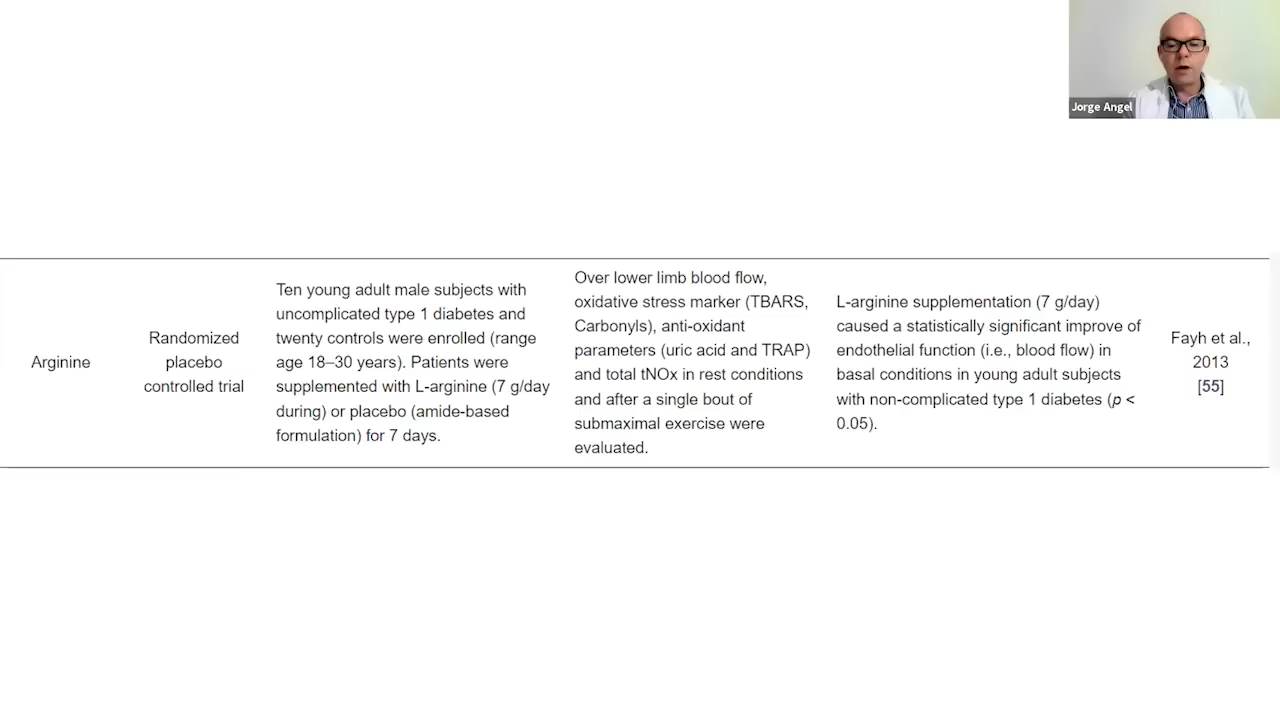 Jorge Angel
Arginine
Randomized
placebo
controlled trial
Ten young adult male subjects with
uncomplicated type 1 diabetes and
twenty controls were enrolled (range
age 18–30 years). Patients were
supplemented with L-arginine (7 g/day
during) or placebo (amide-based
formulation) for 7 days.
Over lower limb blood flow,
oxidative stress marker (TBARS,
Carbonyls), anti-oxidant
parameters (uric acid and TRAP)
and total tNOx in rest conditions
and after a single bout of
submaximal exercise were
evaluated.
L-arginine supplementation (7 g/day)
caused a statistically significant improve of
endothelial function (i.e., blood flow) in
basal conditions in young adult subjects
with non-complicated type 1 diabetes (p <
0.05).
Fayh et al.,
2013
[55]